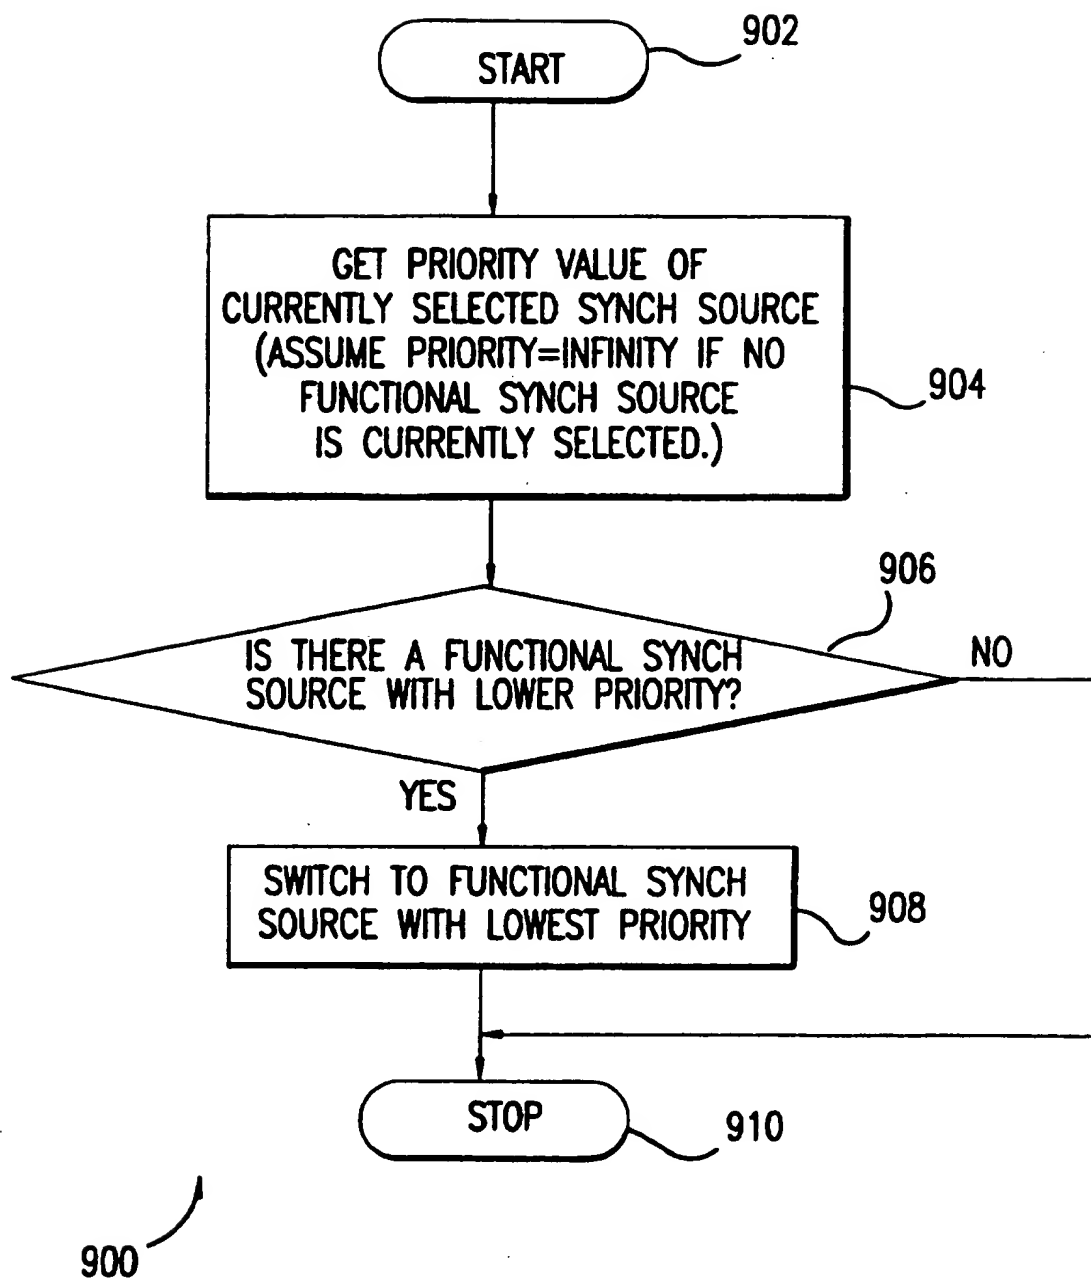 902
START
GET PRIORITY VALUE OF
CURRENTLY SELECTED SYNCH SOURCE
(ASSUME PRIORITY=INFINITY IF NO
FUNCTIONAL SYNCH SOURCE
IS CURRENTLY SELECTED.)
904
906
IS THERE A FUNCTIONAL SYNCH
SOURCE WITH LOWER PRIORITY?
NO
YES
SWITCH TO FUNCTIONAL SYNCH
SOURCE WITH LOWEST PRIORITY
908
STOP
910
900